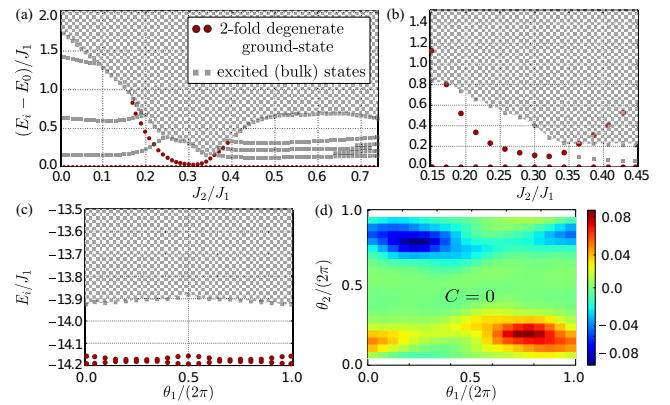 (a)
2.0
1.5
1.0
0.5
0.0
(E_i − E_0)/J_1
2-fold degenerate
ground-state
excited (bulk) states
0.0 0.1 0.2 0.3 0.4 0.5 0.6 0.7
J_2/J_1
(b)
1.4
1.2
1.0
0.8
0.6
0.4
0.2
0.0
0.15 0.20 0.25 0.30 0.35 0.40 0.45
J_2/J_1
(c)
−13.5
−13.6
−13.7
−13.8
−13.9
−14.0
−14.1
−14.2
E_i/J_1
0.0 0.5 1.0
θ_1/(2π)
(d)
1.0
0.5
0.0
θ_2/(2π)
C = 0
0.0 0.5 1.0
θ_1/(2π)
0.08
0.04
0.00
−0.04
−0.08